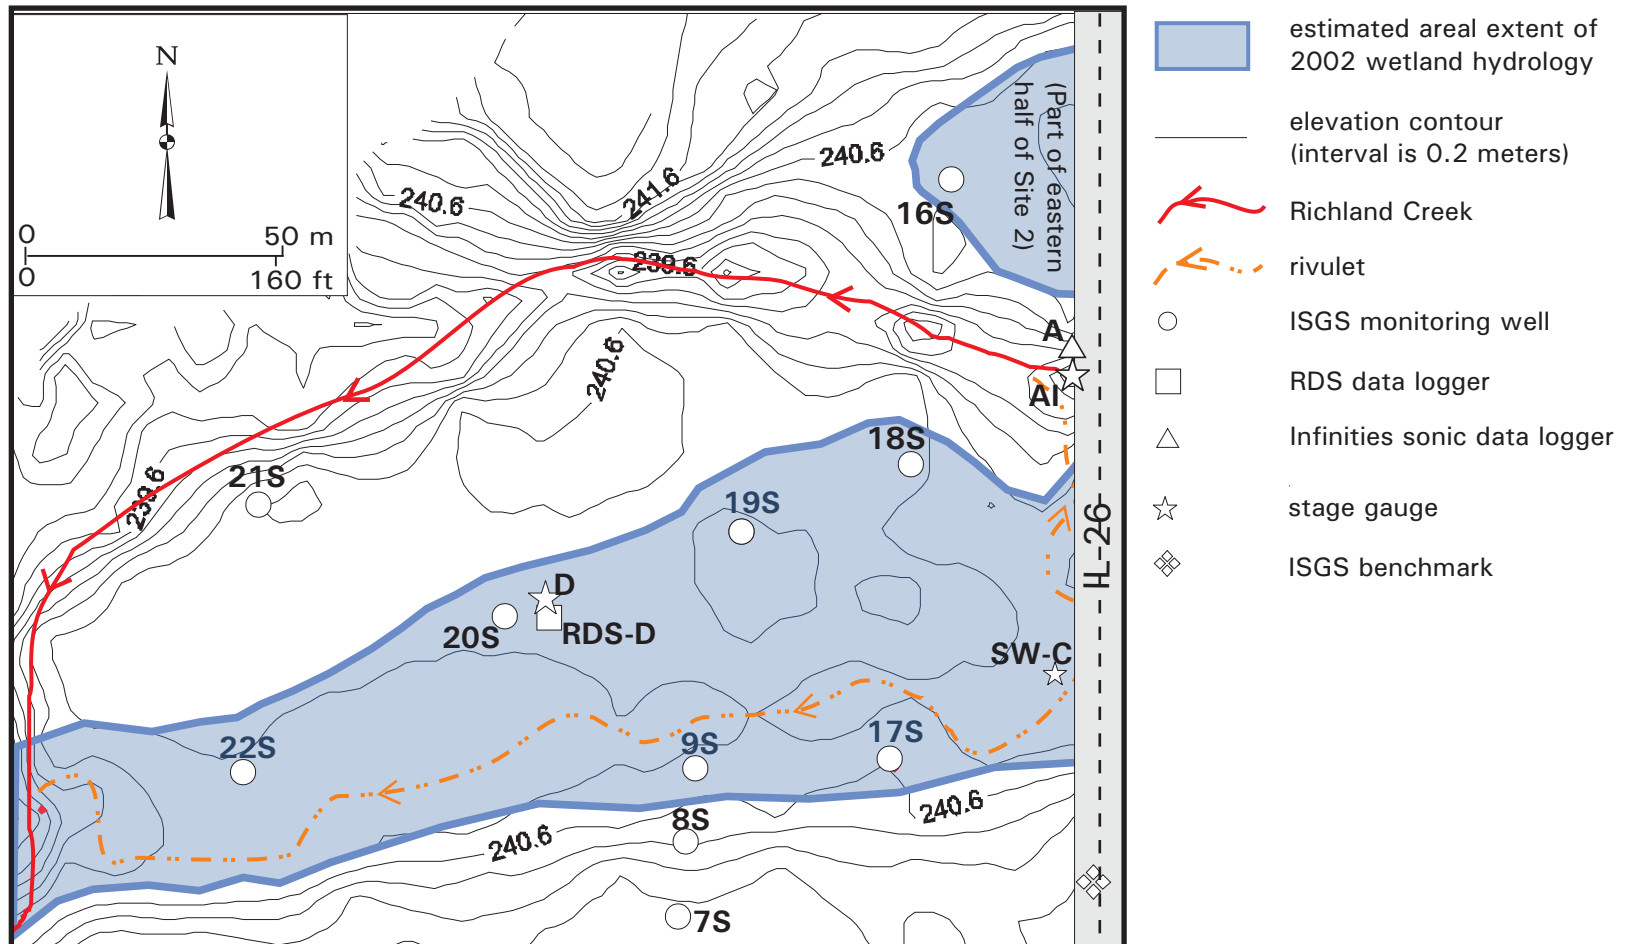 N
0 50 m
0 160 ft
240.6
241.6
240.6
239.6
240.6
239.6
240.6
240.6
(Part of eastern
half of Site 2)
16S
A
AI
18S
21S
19S
D
20S
RDS-D
SW-C
22S
9S
17S
8S
7S
IL-26
estimated areal extent of
2002 wetland hydrology
elevation contour
(interval is 0.2 meters)
Richland Creek
rivulet
ISGS monitoring well
RDS data logger
Infinities sonic data logger
stage gauge
ISGS benchmark